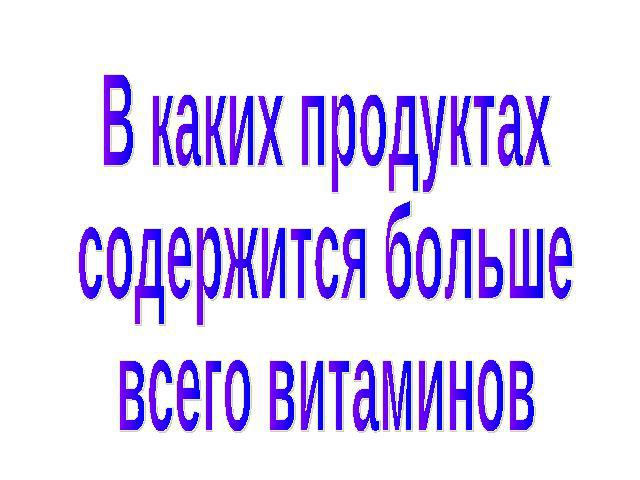 В каких продуктах
содержится больше
всего витаминов